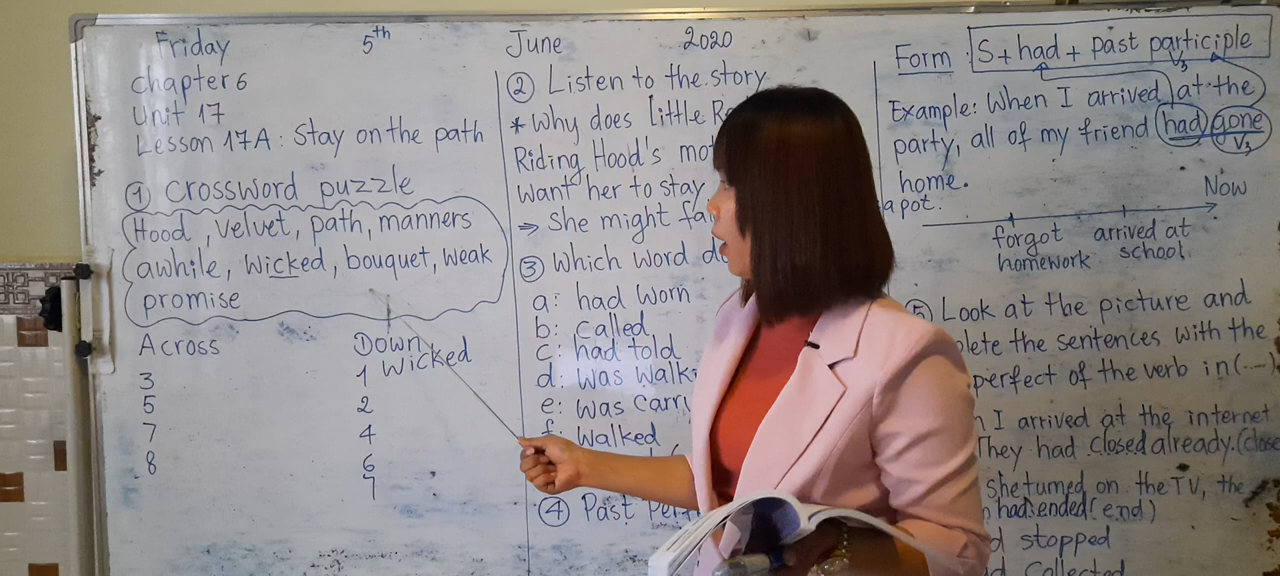 Friday 5th June 2020
Chapter 6
Unit 17
Lesson 17A: Stay on the path
① Crossword puzzle
Hood, velvet, path, manners
awhile, wicked, bouquet, weak
promise
Across
3
5
7
8
Down
Wicked
1
2
4
6
7
② Listen to the story
* Why does Little
Riding Hood's
Want her to stay
⇒ She might
③ Which word
a: had worn
b: called
c: had told
d: was
e: was
f: walked
④ Past
Form: S + had + past participle
V3
Example: When I arrived at the
party, all of my friend had gone
V3
home.
a pot.
Now
forgot homework
arrived at school
⑤ Look at the picture and
the sentences with the
perfect of the verb in (....)
I arrived at the internet
They had closed already.
she turned on the TV, the
had ended (end)
stopped
collected